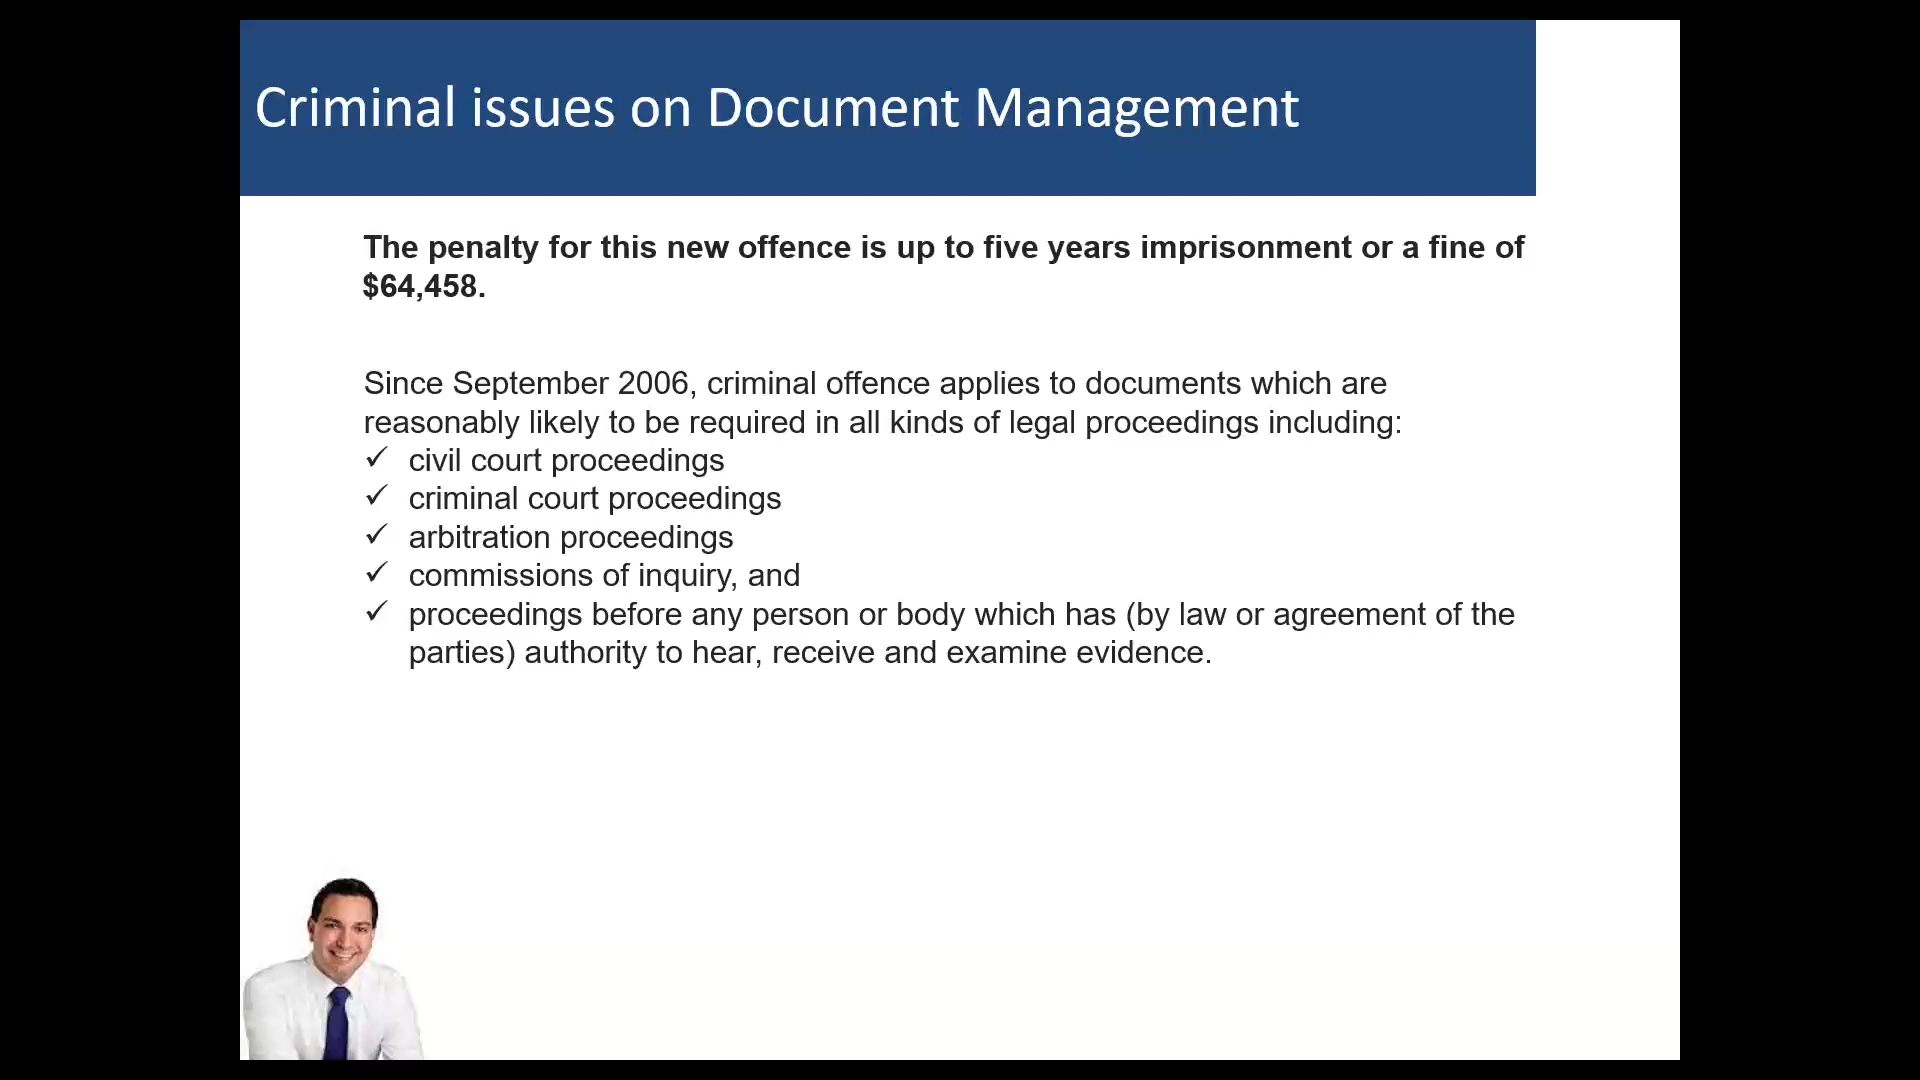 Criminal issues on Document Management
The penalty for this new offence is up to five years imprisonment or a fine of
$64,458.
Since September 2006, criminal offence applies to documents which are
reasonably likely to be required in all kinds of legal proceedings including:
✓ civil court proceedings
✓ criminal court proceedings
✓ arbitration proceedings
✓ commissions of inquiry, and
✓ proceedings before any person or body which has (by law or agreement of the
parties) authority to hear, receive and examine evidence.